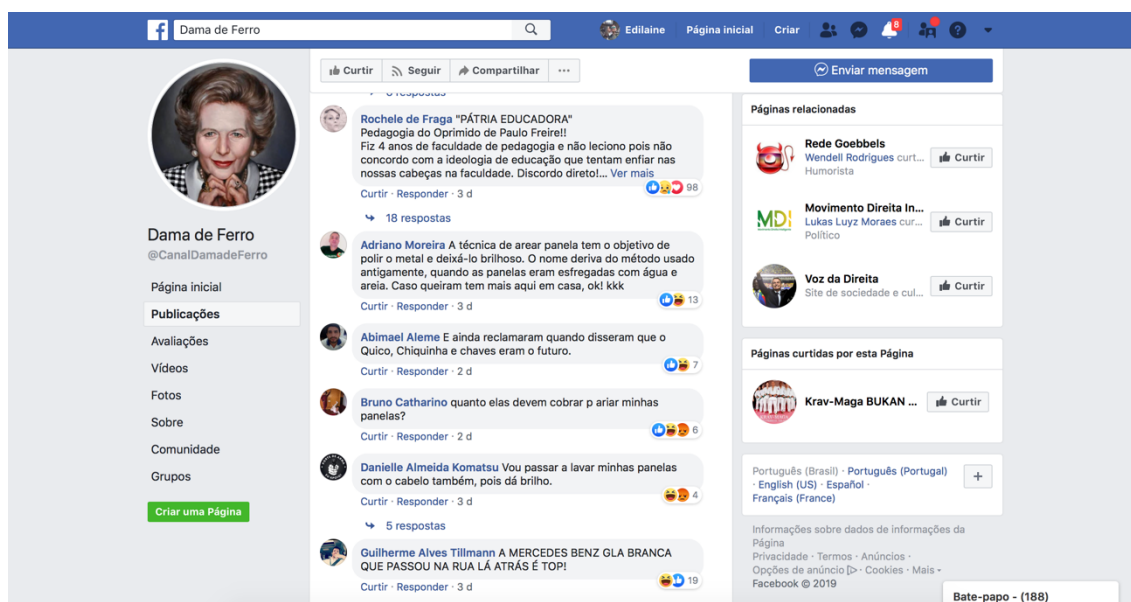 Dama de Ferro
Edilaine
Página inicial
Criar
8
Curtir
Seguir
Compartilhar
Enviar mensagem
Dama de Ferro
@CanalDamadeFerro
Página inicial
Publicações
Avaliações
Vídeos
Fotos
Sobre
Comunidade
Grupos
Criar uma Página
respostas
Rochele de Fraga "PÁTRIA EDUCADORA"
Pedagogia do Oprimido de Paulo Freire!!
Fiz 4 anos de faculdade de pedagogia e não leciono pois não
concordo com a ideologia de educação que tentam enfiar nas
nossas cabeças na faculdade. Discordo direto!... Ver mais
98
Curtir · Responder · 3 d
18 respostas
Adriano Moreira A técnica de arear panela tem o objetivo de
polir o metal e deixá-lo brilhoso. O nome deriva do método usado
antigamente, quando as panelas eram esfregadas com água e
areia. Caso queiram tem mais aqui em casa, ok! kkk
13
Curtir · Responder · 3 d
Abimael Aleme E ainda reclamaram quando disseram que o
Quico, Chiquinha e chaves eram o futuro.
7
Curtir · Responder · 2 d
Bruno Catharino quanto elas devem cobrar p ariar minhas
panelas?
6
Curtir · Responder · 2 d
Danielle Almeida Komatsu Vou passar a lavar minhas panelas
com o cabelo também, pois dá brilho.
4
Curtir · Responder · 3 d
5 respostas
Guilherme Alves Tillmann A MERCEDES BENZ GLA BRANCA
QUE PASSOU NA RUA LÁ ATRÁS É TOP!
19
Curtir · Responder · 3 d
Páginas relacionadas
Rede Goebbels
Wendell Rodrigues curt...
Humorista
Curtir
MDI
Movimento Direita In...
Lukas Luyz Moraes cur...
Político
Curtir
Voz da Direita
Site de sociedade e cul...
Curtir
Páginas curtidas por esta Página
Krav-Maga BUKAN ...
Curtir
Português (Brasil) · Português (Portugal)
· English (US) · Español ·
Français (France)
Informações sobre dados de informações da
Página
Privacidade · Termos · Anúncios ·
Opções de anúncio · Cookies · Mais
Facebook © 2019
Bate-papo - (188)